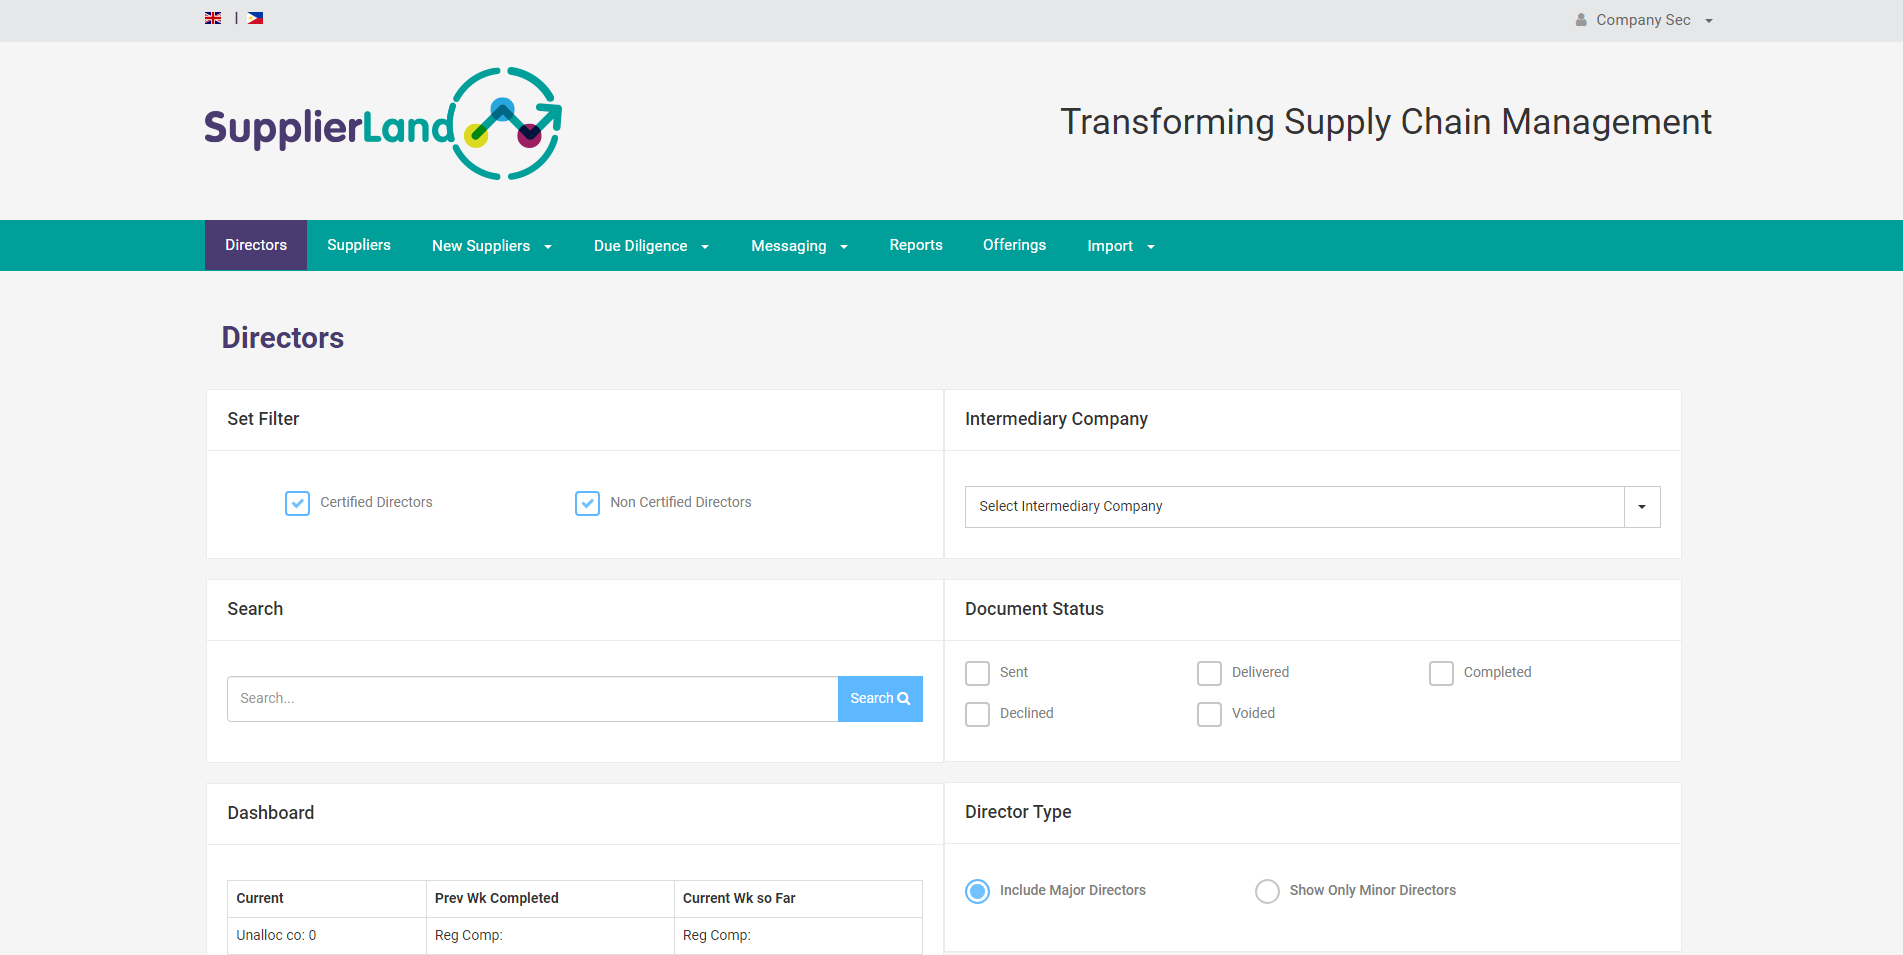 | Company Sec
SupplierLand
Transforming Supply Chain Management
Directors Suppliers New Suppliers Due Diligence Messaging Reports Offerings Import
Directors
Set Filter
Certified Directors Non Certified Directors
Intermediary Company
Select Intermediary Company
Search
Search... Search
Document Status
Sent Delivered Completed
Declined Voided
Dashboard
Current Prev Wk Completed Current Wk so Far
Unalloc co: 0 Reg Comp: Reg Comp:
Director Type
Include Major Directors Show Only Minor Directors